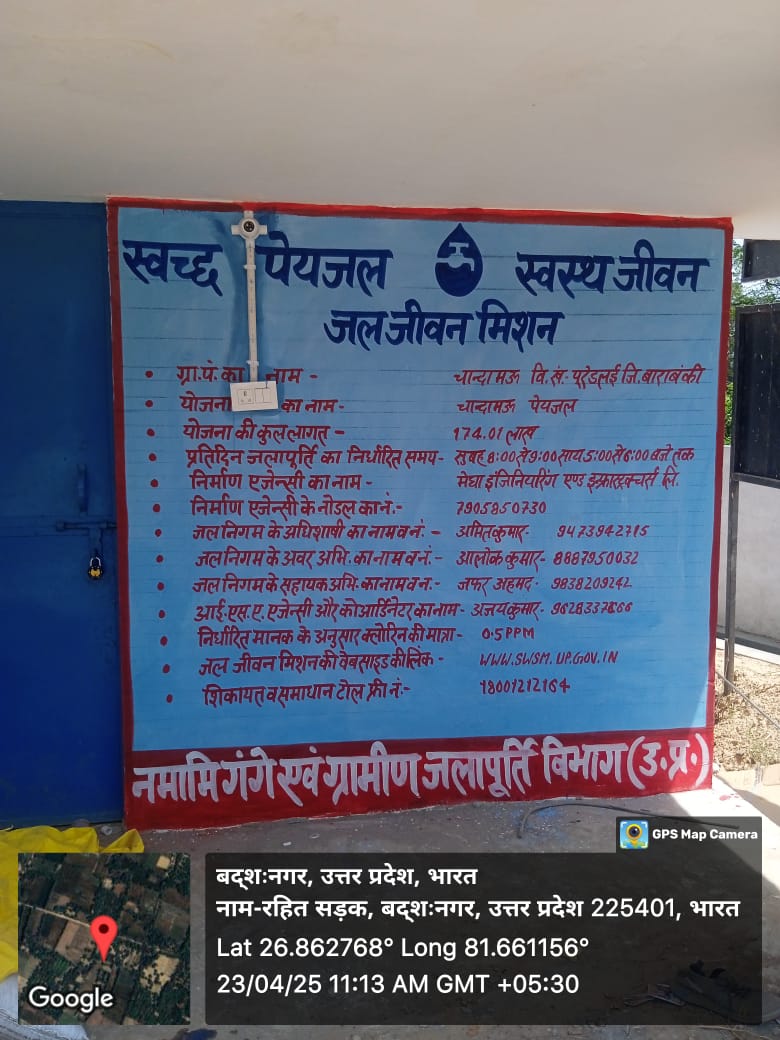 स्वच्छ पेयजल स्वस्थ जीवन
जल जीवन मिशन
• ग्रा.पं.का नाम - चान्दामऊ वि.ख.- पूरेडलई जि.बाराबंकी
• योजना का नाम - चान्दामऊ पेयजल
• योजना की कुल लागत - 174.01 लाख
• प्रतिदिन जलापूर्ति का निर्धारित समय - सुबह 8:00 से 9:00 सायं 5:00 से 6:00 बजे तक
• निर्माण एजेन्सी का नाम - मेघा इंजिनियरिंग एण्ड इन्फ्रास्ट्रक्चर्स लि.
• निर्माण एजेन्सी के नोडल का नं.- 7905850730
• जल निगम के अधिशाषी का नाम व नं.- अमित कुमार- 9473942715
• जल निगम के अवर अभि. का नाम व नं.- आलोक कुमार- 8887950032
• जल निगम के सहायक अभि. का नाम व नं.- जफर अहमद- 9838209242
• आई.एस.ए. एजेन्सी और कोआर्डिनेटर का नाम- अजय कुमार-
• निर्धारित मानक के अनुसार क्लोरिन की मात्रा - 0.5 PPM
• जल जीवन मिशन की वेबसाइड की लिंक - WWW.SWSM.UP.GOV.IN
• शिकायत व समाधान टोल फ्री नं.- 18001212164
नमामि गंगे एवं ग्रामीण जलापूर्ति विभाग (उ.प्र.)
GPS Map Camera
बद्शःनगर, उत्तर प्रदेश, भारत
नाम-रहित सड़क, बद्शःनगर, उत्तर प्रदेश 225401, भारत
Lat 26.862768° Long 81.661156°
23/04/25 11:13 AM GMT +05:30
Google